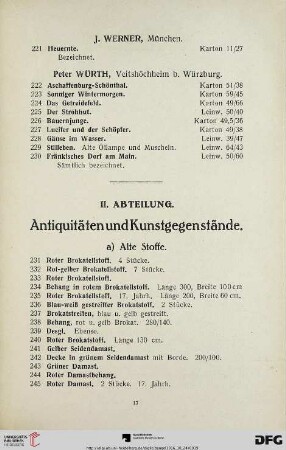 J. WERNER, München.
221 Heuernte. Karton 11/27
Bezeichnet.
Peter WÜRTH, Veitshöchheim b. Würzburg.
222 Aschaffenburg-Schönthal. Karton 51/38
223 Sonniger Wintermorgen. Karton 59/45
224 Das Getreidefeld. Karton 49/66
225 Der Strohhut. Leinw. 50/40
226 Bauernjunge. Karton 49,5/36
227 Luzifer und der Schöpfer. Karton 49/38
228 Gänse im Wasser. Leinw. 49/39
229 Stilleben. Alte Öllampe und Muscheln. Leinw. 64/43
230 Fränkisches Dorf am Main. Leinw. 50/60
Sämtlich bezeichnet.
II. ABTEILUNG.
Antiquitäten und Kunstgegenstände.
a) Alte Stoffe.
231 Roter Brokatellstoff. 4 Stücke.
232 Rot-gelber Brokatellstoff. 7 Stücke.
233 Roter Brokatellstoff.
234 Behang in rotem Brokatellstoff. Länge 300, Breite 100 cm
235 Roter Brokatellstoff, 17. Jahrh., Länge 200, Breite 60 cm.
236 Blau-weiß gestreifter Brokatstoff, 2 Stücke.
237 Brokatstreifen, blau u. gelb gestreift.
238 Behang, rot u. gelb Brokat. 280/140.
239 Desgl. Ebenso.
240 Roter Brokatstoff. Länge 130 cm.
241 Gelber Seidendamast.
242 Decke in grünem Seidendamast mit Borde. 200/100.
243 Grüner Damast.
244 Roter Damastbehang.
245 Roter Damast, 2 Stücke. 17. Jahrh.
17